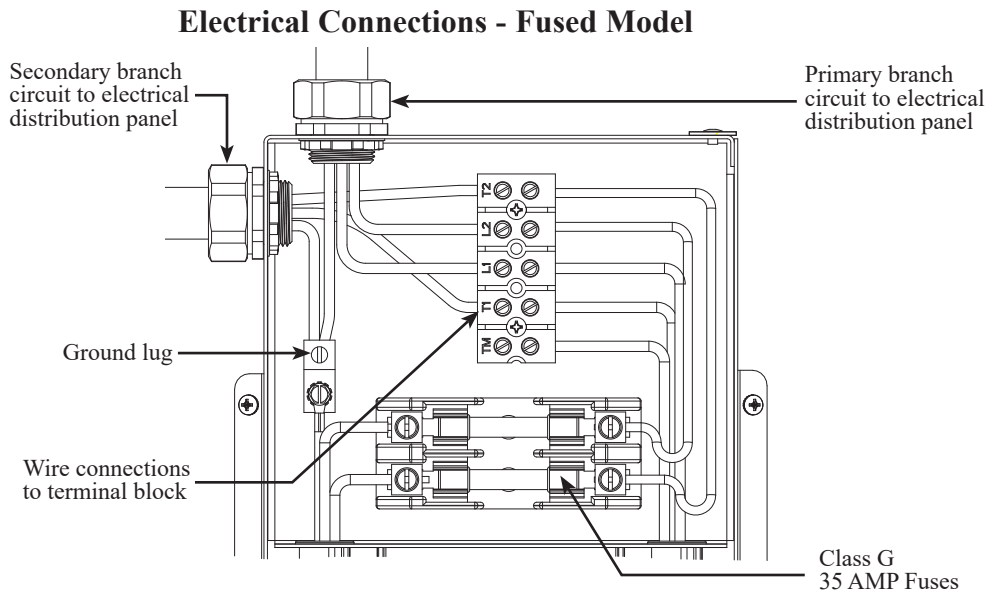 Electrical Connections - Fused Model
Secondary branch
circuit to electrical
distribution panel
Primary branch
circuit to electrical
distribution panel
T2
L2
L1
T1
TM
Ground lug
Wire connections
to terminal block
Class G
35 AMP Fuses